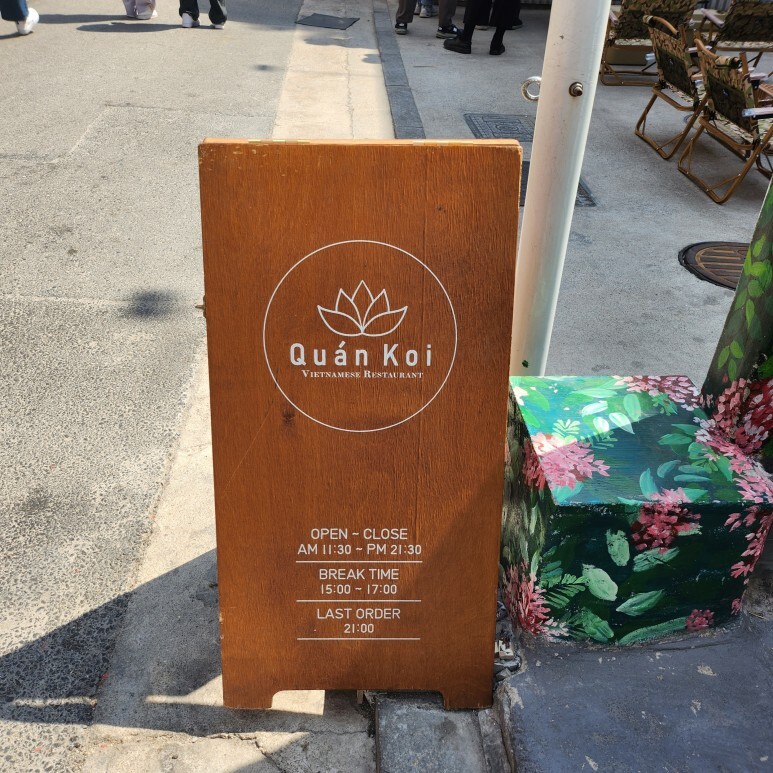 Quán Koi
VIETNAMESE RESTAURANT
OPEN ~ CLOSE
AM 11:30 ~ PM 21:30
BREAK TIME
15:00 ~ 17:00
LAST ORDER
21:00